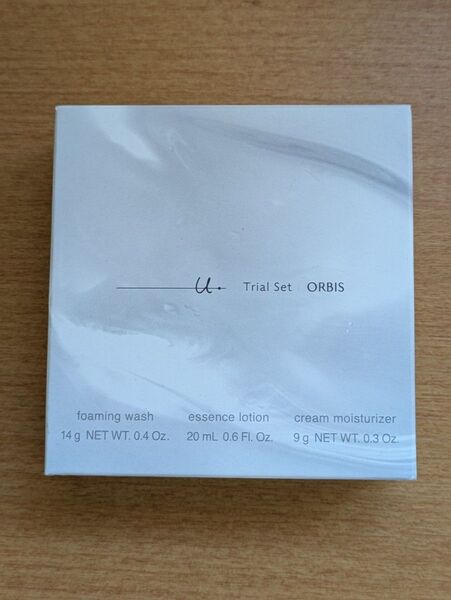 u. Trial Set ORBIS
foaming wash essence lotion cream moisturizer
14 g NET WT. 0.4 Oz. 20 mL 0.6 Fl. Oz. 9 g NET WT. 0.3 Oz.